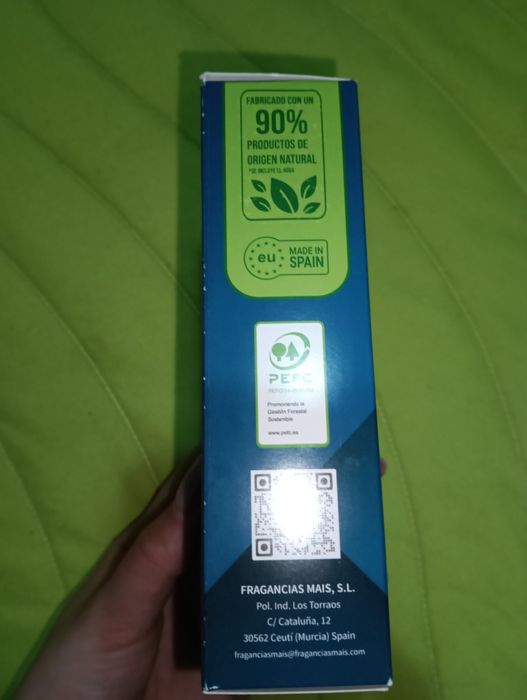 FABRICADO CON UN
90%
PRODUCTOS DE
ORIGEN NATURAL
*SE INCLUYE EL AGUA
eu
MADE IN
SPAIN
PEFC
Promoviendo la
Gestión Forestal
Sostenible
www.pefc.es
FRAGANCIAS MAIS, S.L.
Pol. Ind. Los Torraos
C/ Cataluña, 12
30562 Ceutí (Murcia) Spain
fraganciasmais@fraganciasmais.com